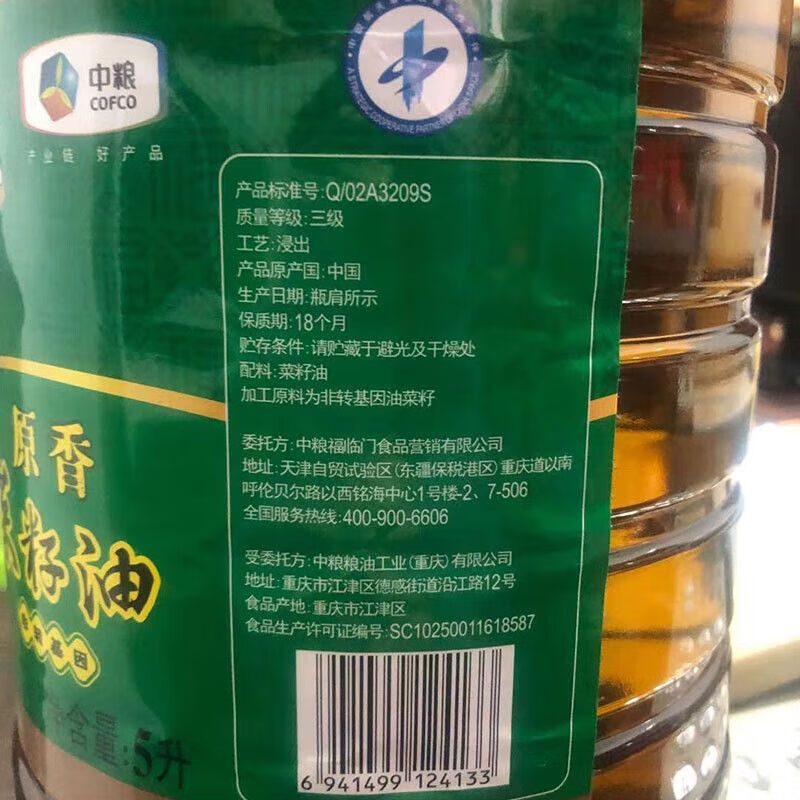 中粮
COFCO
产业链 好产品
A STRATEGIC COOPERATIVE PARTNER OF CHINA SPACE
产品标准号:Q/02A3209S
质量等级:三级
工艺:浸出
产品原产国:中国
生产日期:瓶肩所示
保质期:18个月
贮存条件:请贮藏于避光及干燥处
配料:菜籽油
加工原料为非转基因油菜籽
委托方:中粮福临门食品营销有限公司
地址:天津自贸试验区(东疆保税港区)重庆道以南
呼伦贝尔路以西铭海中心1号楼-2、7-506
全国服务热线:400-900-6606
受委托方:中粮粮油工业(重庆)有限公司
地址:重庆市江津区德感街道沿江路12号
食品产地:重庆市江津区
食品生产许可证编号:SC10250011618587
6 941499 124133
原香
菜籽油
基因
含量:5升